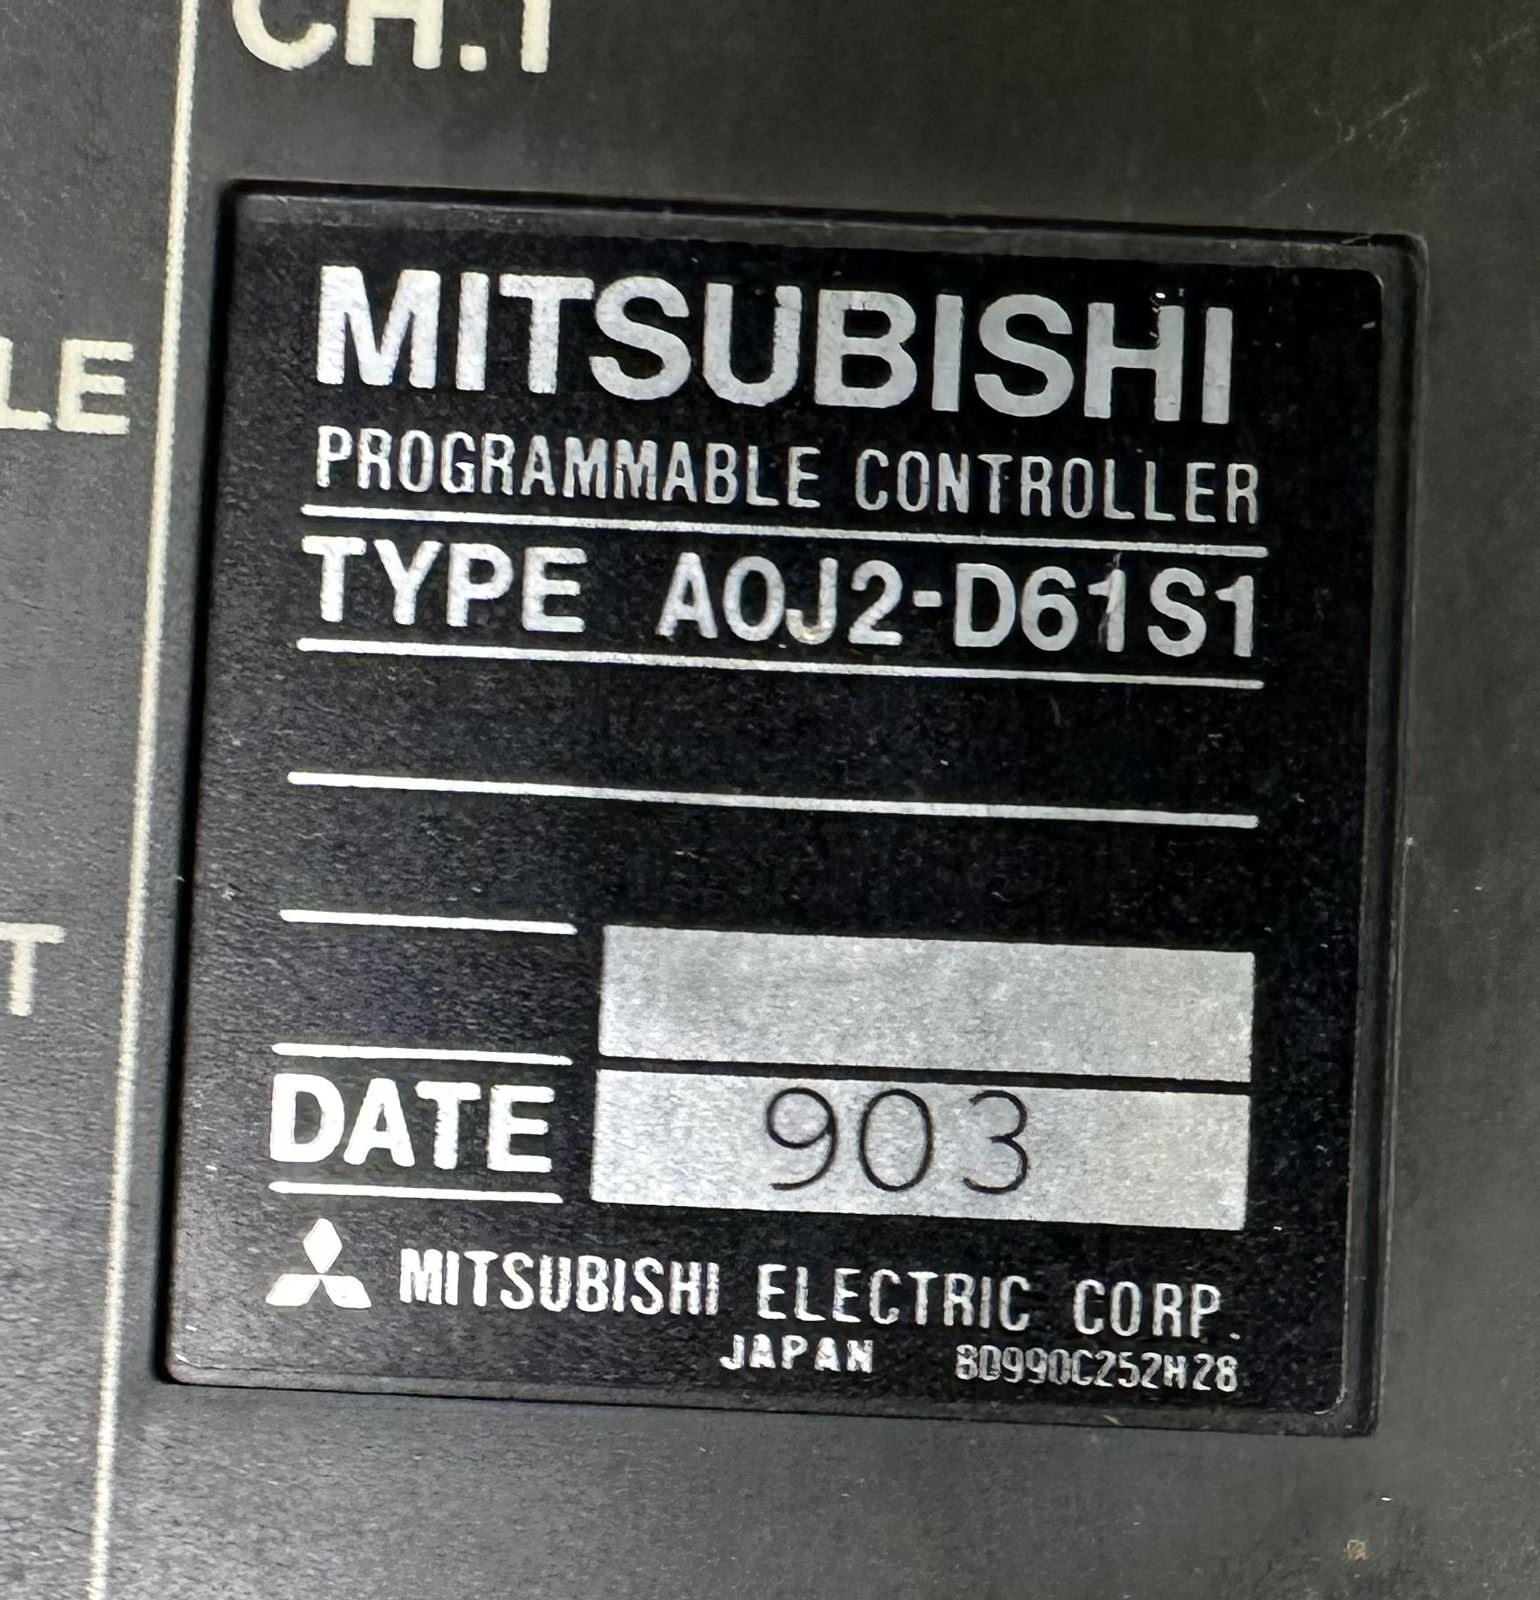 CH.1
LE
T
MITSUBISHI
PROGRAMMABLE CONTROLLER
TYPE A0J2-D61S1
DATE 903
MITSUBISHI ELECTRIC CORP.
JAPAN BD990C252H28